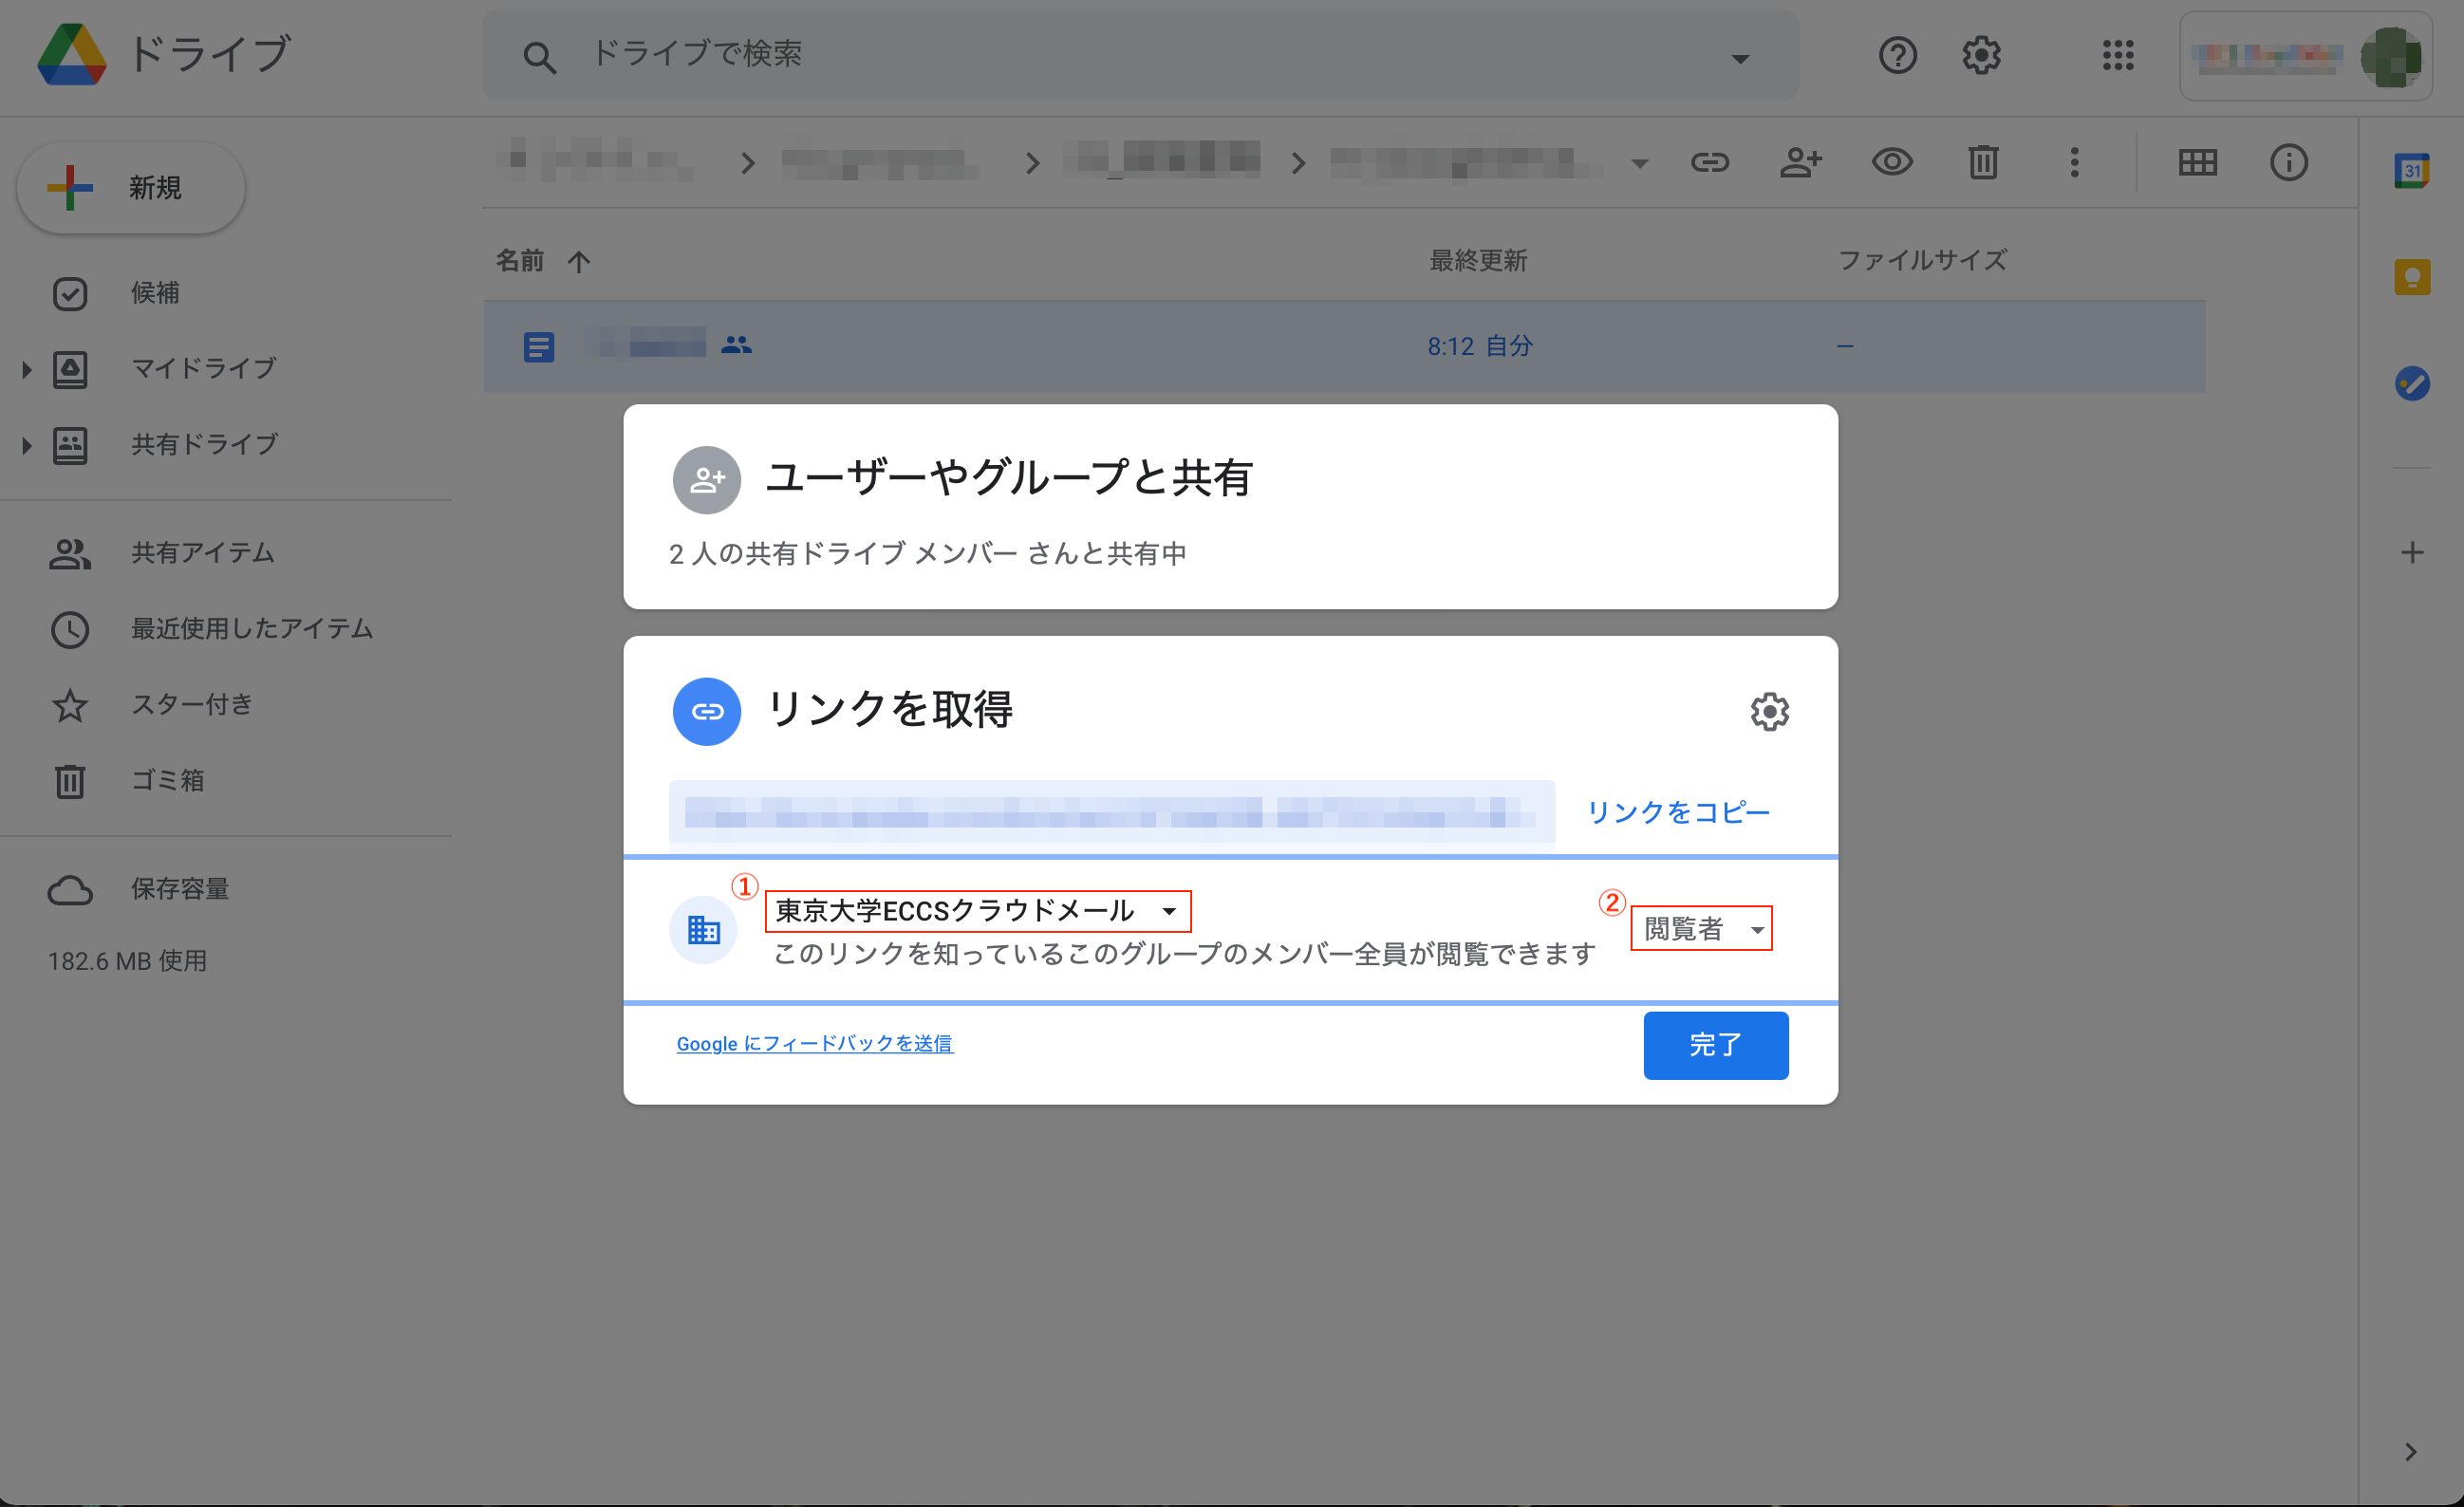 ドライブ
ドライブで検索
新規
候補
マイドライブ
共有ドライブ
共有アイテム
最近使用したアイテム
スター付き
ゴミ箱
保存容量
182.6 MB 使用
名前 最終更新 ファイルサイズ
8:12 自分 —
31
ユーザーやグループと共有
2 人の共有ドライブ メンバー さんと共有中
リンクを取得
リンクをコピー
① 東京大学ECCSクラウドメール
このリンクを知っているこのグループのメンバー全員が閲覧できます
② 閲覧者
Google にフィードバックを送信
完了